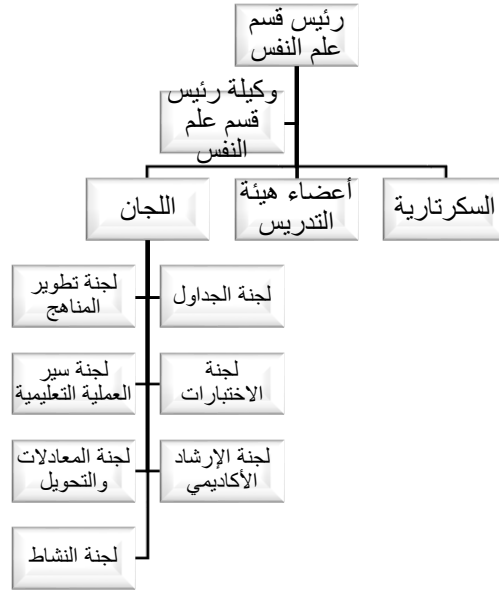 رئيس قسم
علم النفس
وكيلة رئيس
قسم علم
النفس
السكرتارية
أعضاء هيئة
التدريس
اللجان
لجنة الجداول
لجنة تطوير
المناهج
لجنة
الاختبارات
لجنة سير
العملية التعليمية
لجنة الإرشاد
الأكاديمي
لجنة المعادلات
والتحويل
لجنة النشاط